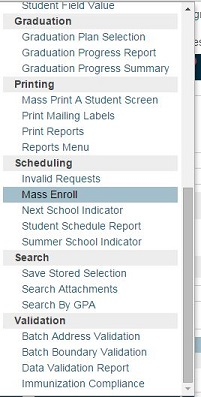 Student Field Value
Graduation
Graduation Plan Selection
Graduation Progress Report
Graduation Progress Summary
Printing
Mass Print A Student Screen
Print Mailing Labels
Print Reports
Reports Menu
Scheduling
Invalid Requests
Mass Enroll
Next School Indicator
Student Schedule Report
Summer School Indicator
Search
Save Stored Selection
Search Attachments
Search By GPA
Validation
Batch Address Validation
Batch Boundary Validation
Data Validation Report
Immunization Compliance